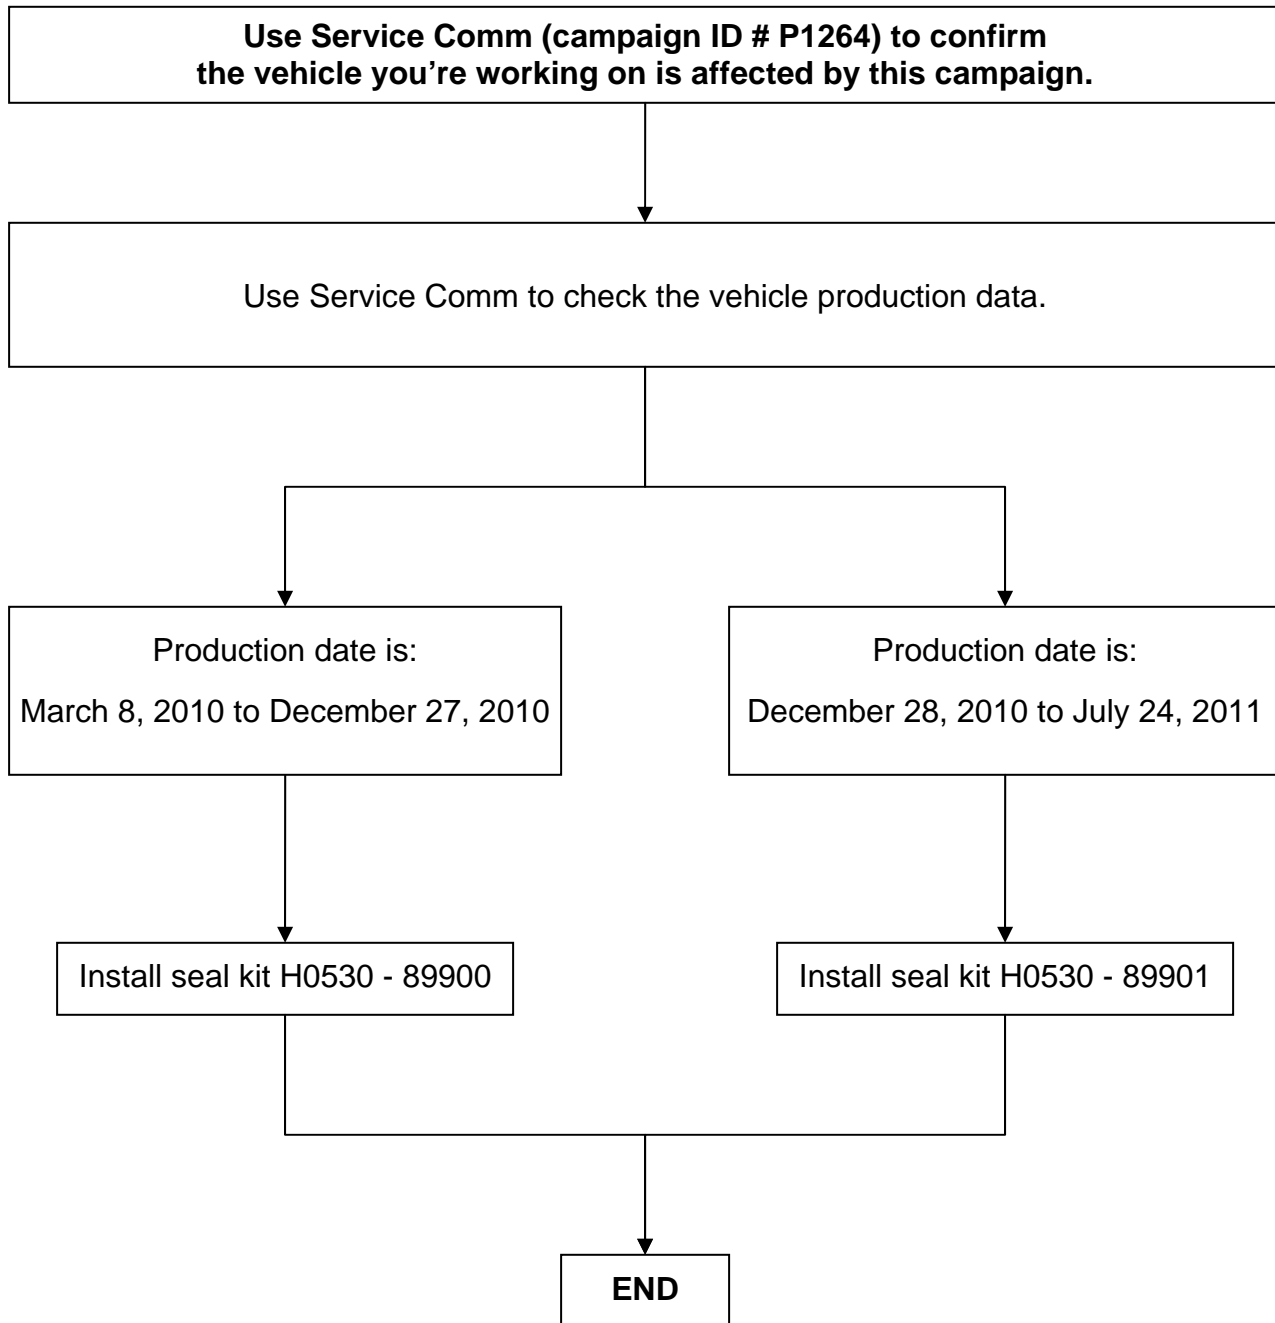 Use Service Comm (campaign ID # P1264) to confirm
the vehicle you’re working on is affected by this campaign.
Use Service Comm to check the vehicle production data.
Production date is:
March 8, 2010 to December 27, 2010
Production date is:
December 28, 2010 to July 24, 2011
Install seal kit H0530 - 89900
Install seal kit H0530 - 89901
END